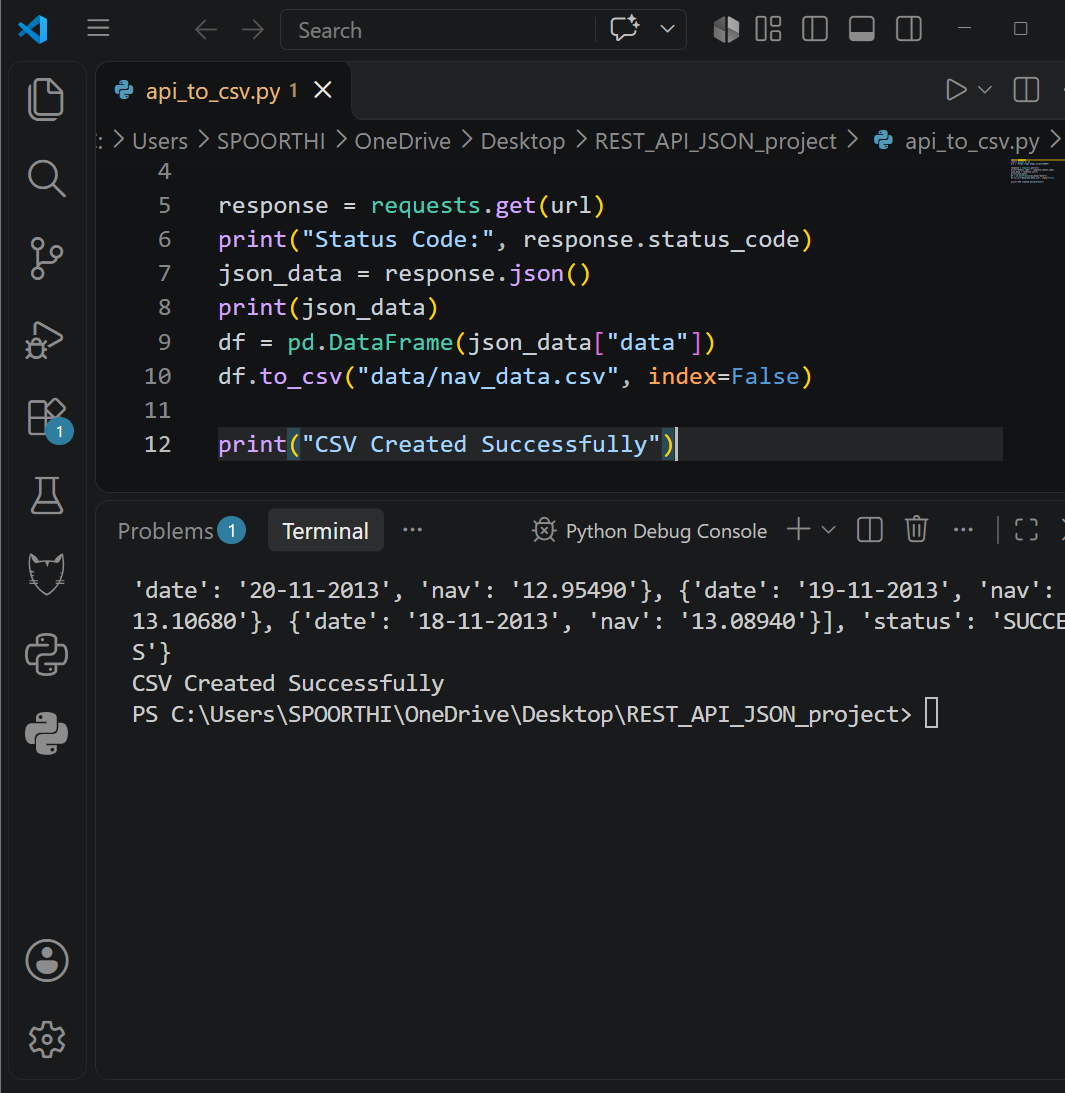 Search
api_to_csv.py 1
: > Users > SPOORTHI > OneDrive > Desktop > REST_API_JSON_project > api_to_csv.py >
4
5 response = requests.get(url)
6 print("Status Code:", response.status_code)
7 json_data = response.json()
8 print(json_data)
9 df = pd.DataFrame(json_data["data"])
10 df.to_csv("data/nav_data.csv", index=False)
11
12 print("CSV Created Successfully")
1
Problems 1 Terminal ... Python Debug Console ...
'date': '20-11-2013', 'nav': '12.95490'}, {'date': '19-11-2013', 'nav':
13.10680'}, {'date': '18-11-2013', 'nav': '13.08940'}], 'status': 'SUCCE
S'}
CSV Created Successfully
PS C:\Users\SPOORTHI\OneDrive\Desktop\REST_API_JSON_project>